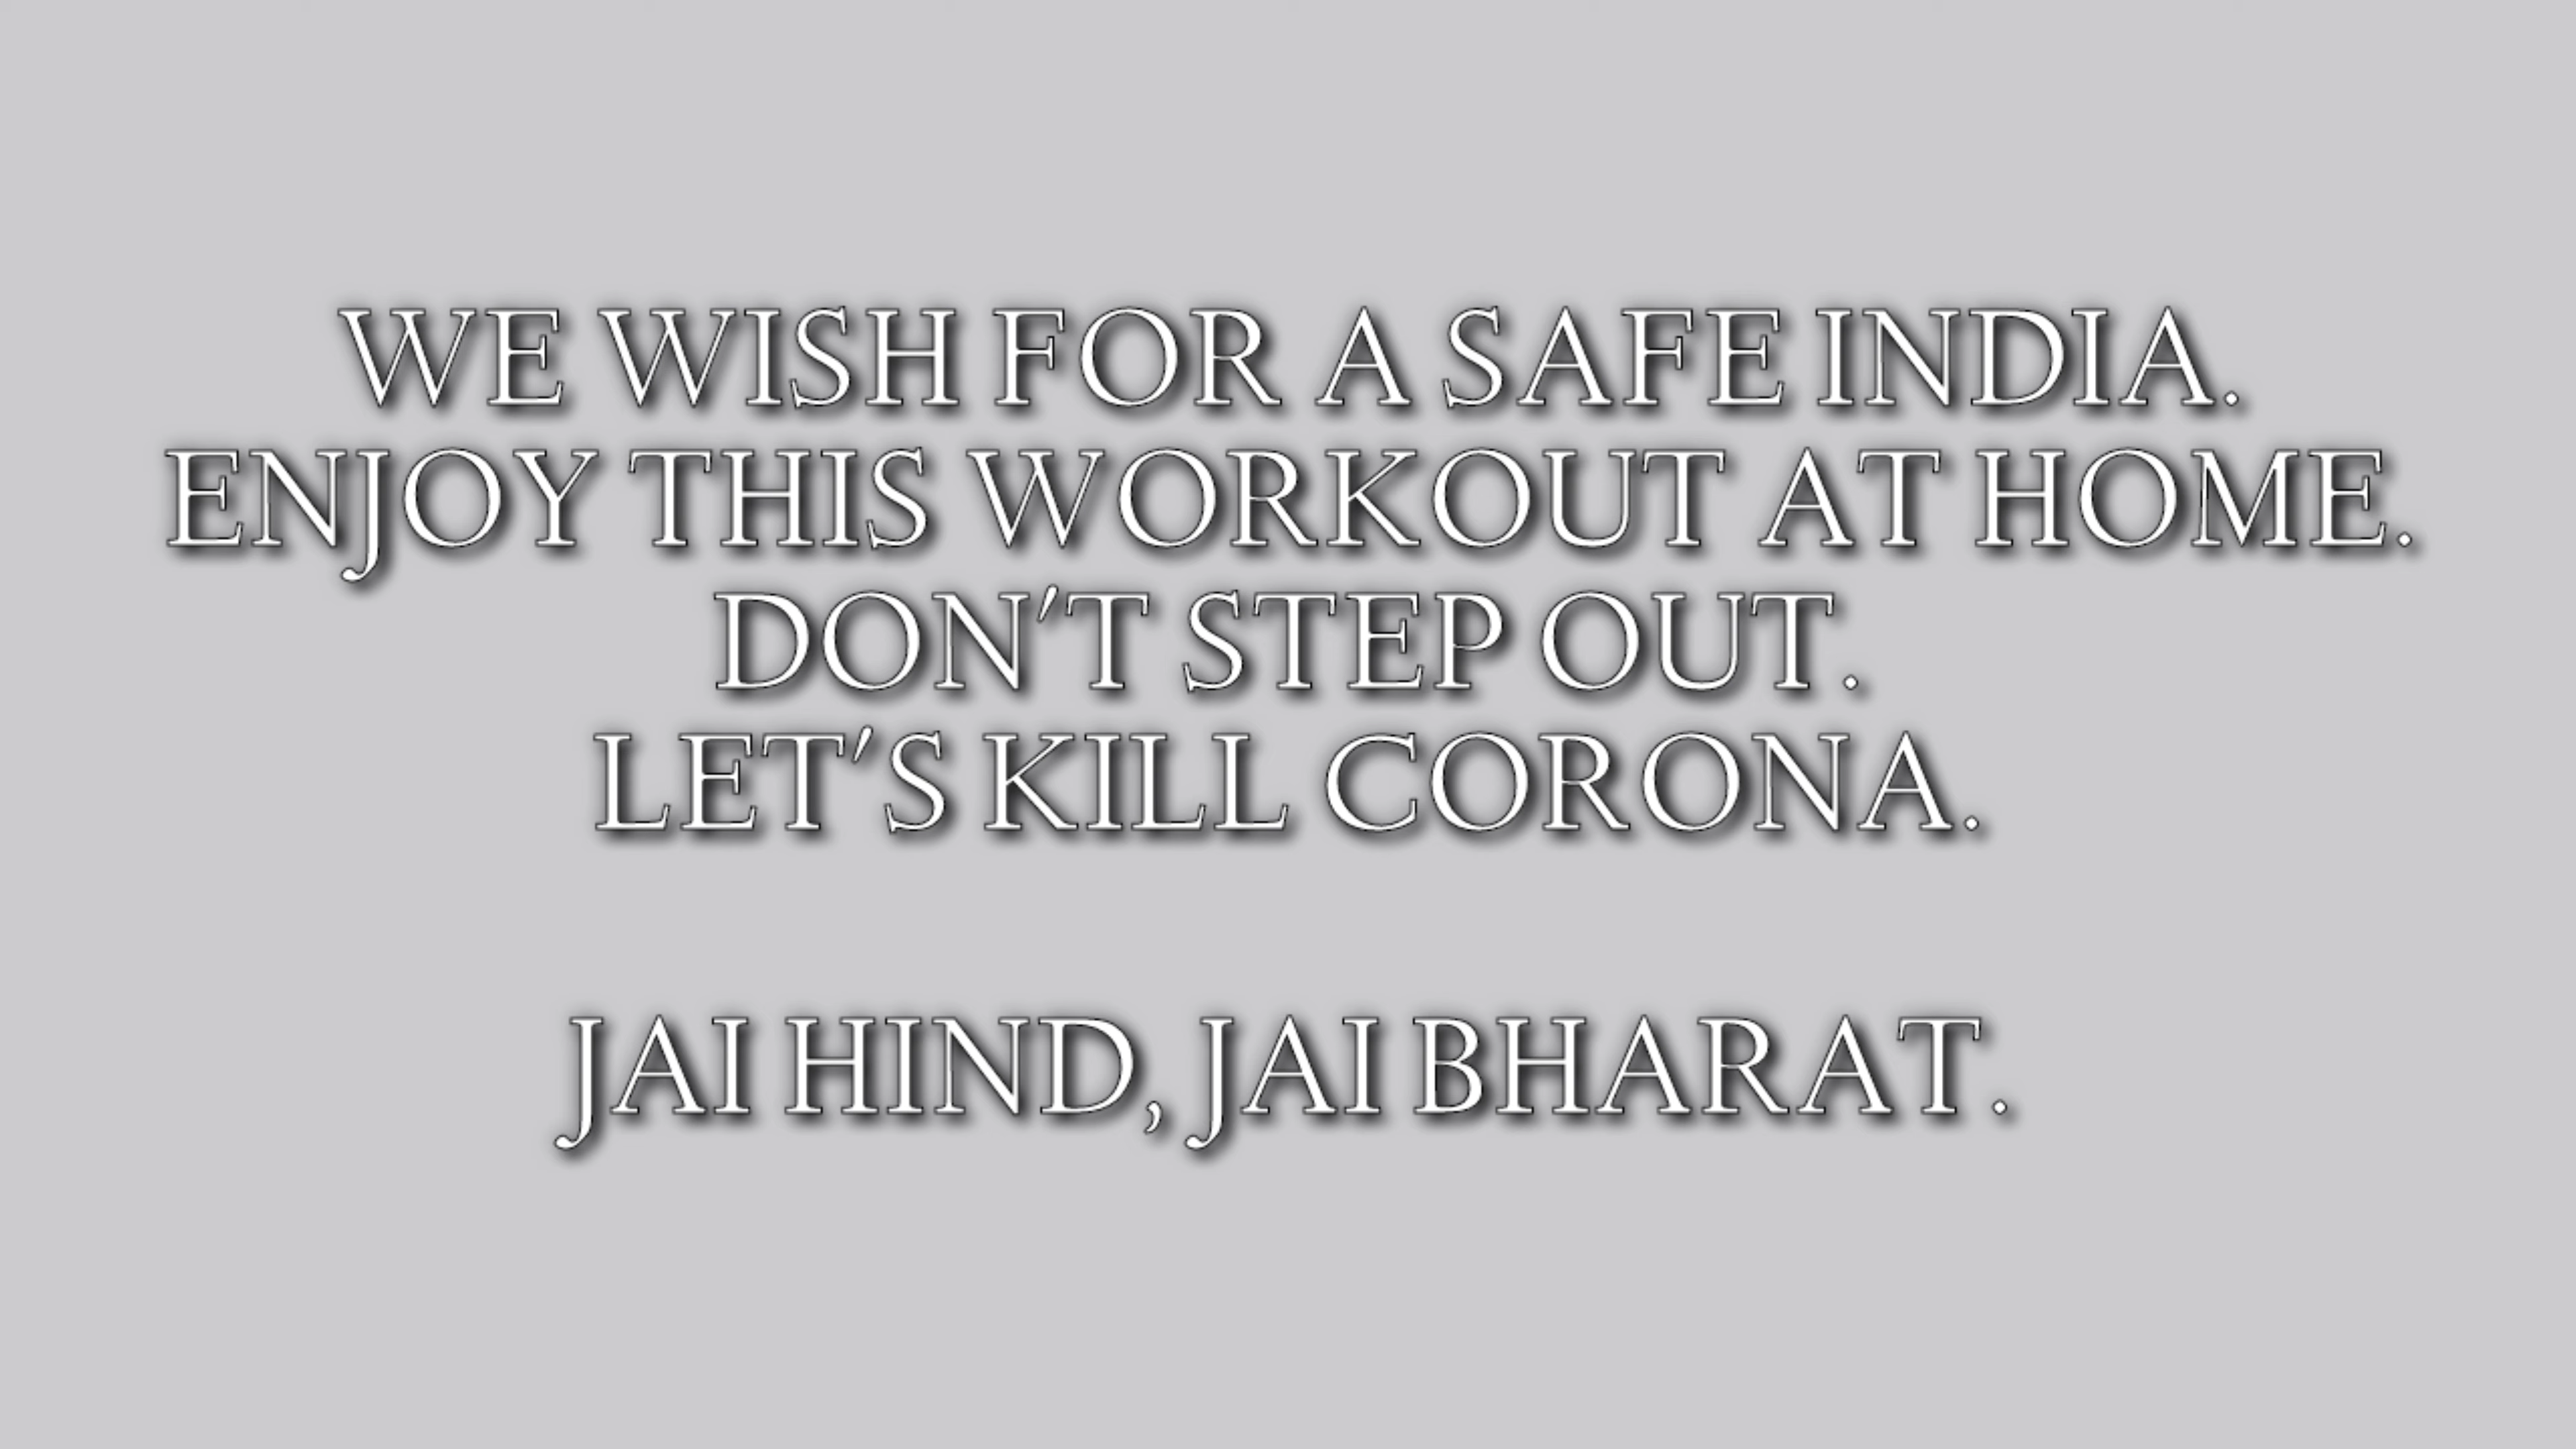 WE WISH FOR A SAFE INDIA.
ENJOY THIS WORKOUT AT HOME.
DON'T STEP OUT.
LET'S KILL CORONA.
JAI HIND, JAI BHARAT.